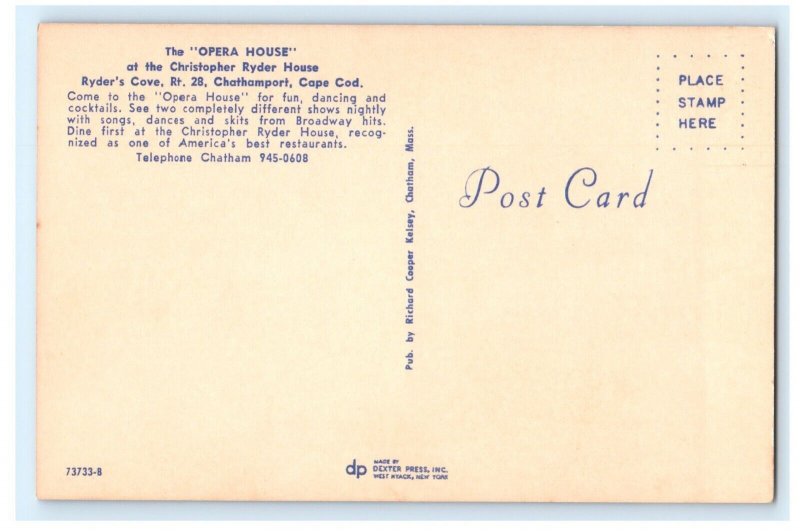 The "OPERA HOUSE"
at the Christopher Ryder House
Ryder's Cove, Rt. 28, Chathamport, Cape Cod.
Come to the "Opera House" for fun, dancing and
cocktails. See two completely different shows nightly
with songs, dances and skits from Broadway hits.
Dine first at the Christopher Ryder House, recog-
nized as one of America's best restaurants.
Telephone Chatham 945-0608
Pub. by Richard Cooper Kelsey, Chatham, Mass.
PLACE
STAMP
HERE
Post Card
73733-B
dp
MADE BY
DEXTER PRESS, INC.
WEST NYACK, NEW YORK